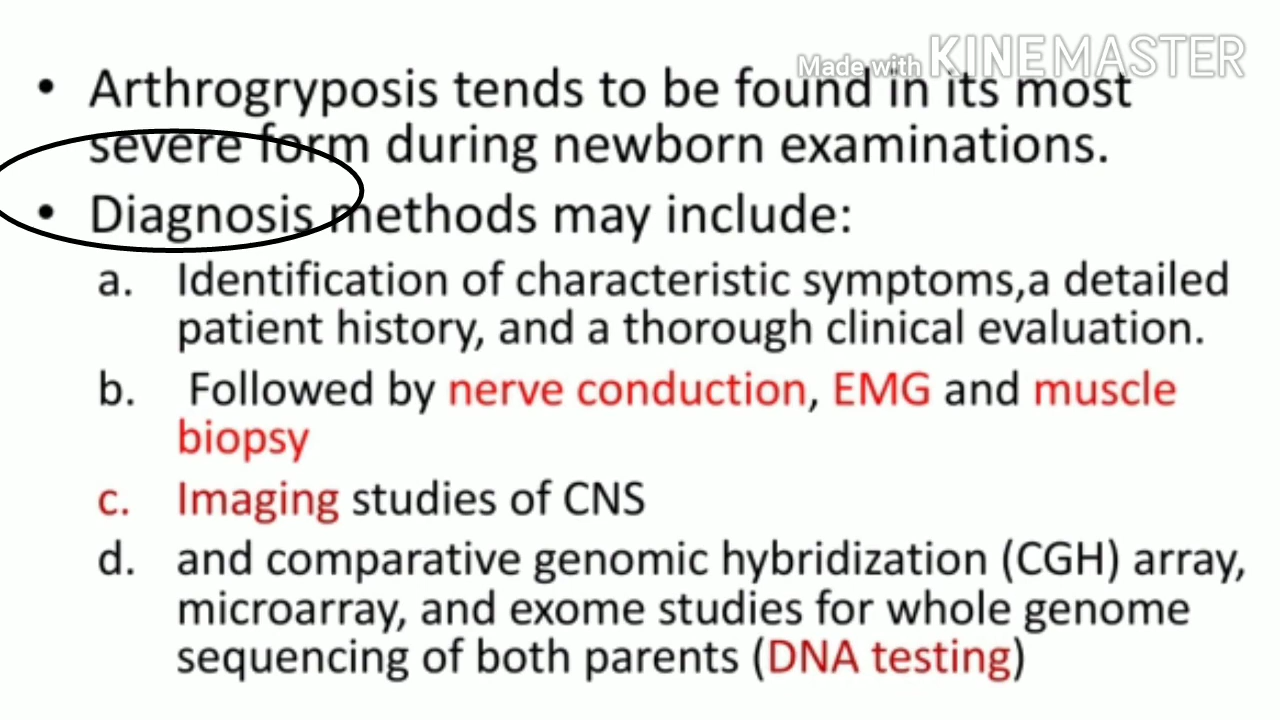 Made with KINEMASTER
• Arthrogryposis tends to be found in its most
severe form during newborn examinations.
• Diagnosis methods may include:
a. Identification of characteristic symptoms,a detailed
patient history, and a thorough clinical evaluation.
b. Followed by nerve conduction, EMG and muscle
biopsy
c. Imaging studies of CNS
d. and comparative genomic hybridization (CGH) array,
microarray, and exome studies for whole genome
sequencing of both parents (DNA testing)